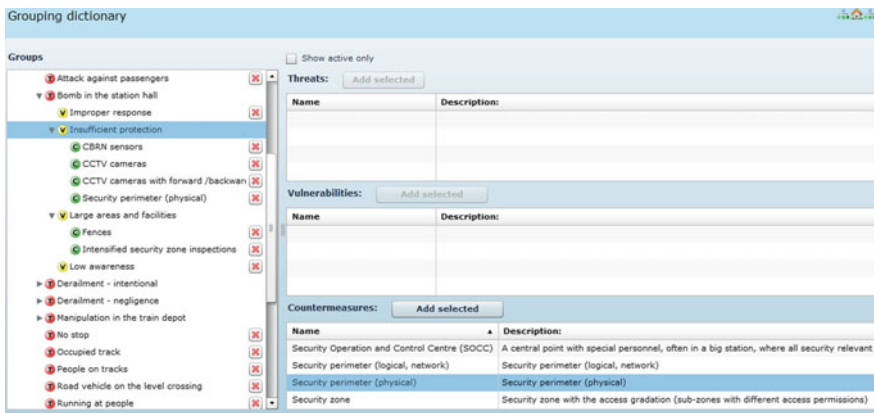 Grouping dictionary
Groups
T Attack against passengers
T Bomb in the station hall
V Improper response
V Insufficient protection
C CBRN sensors
C CCTV cameras
C CCTV cameras with forward /backwar
C Security perimeter (physical)
V Large areas and facilities
C Fences
C Intensified security zone inspections
V Low awareness
T Derailment - intentional
T Derailment - negligence
T Manipulation in the train depot
T No stop
T Occupied track
T People on tracks
T Road vehicle on the level crossing
T Running at people
Show active only
Threats: Add selected
Name Description:
Vulnerabilities: Add selected
Name Description:
Countermeasures: Add selected
Name Description:
Security Operation and Control Centre (SOCC) A central point with special personnel, often in a big station, where all security relevant
Security perimeter (logical, network) Security perimeter (logical, network)
Security perimeter (physical) Security perimeter (physical)
Security zone Security zone with the access gradation (sub-zones with different access permissions)